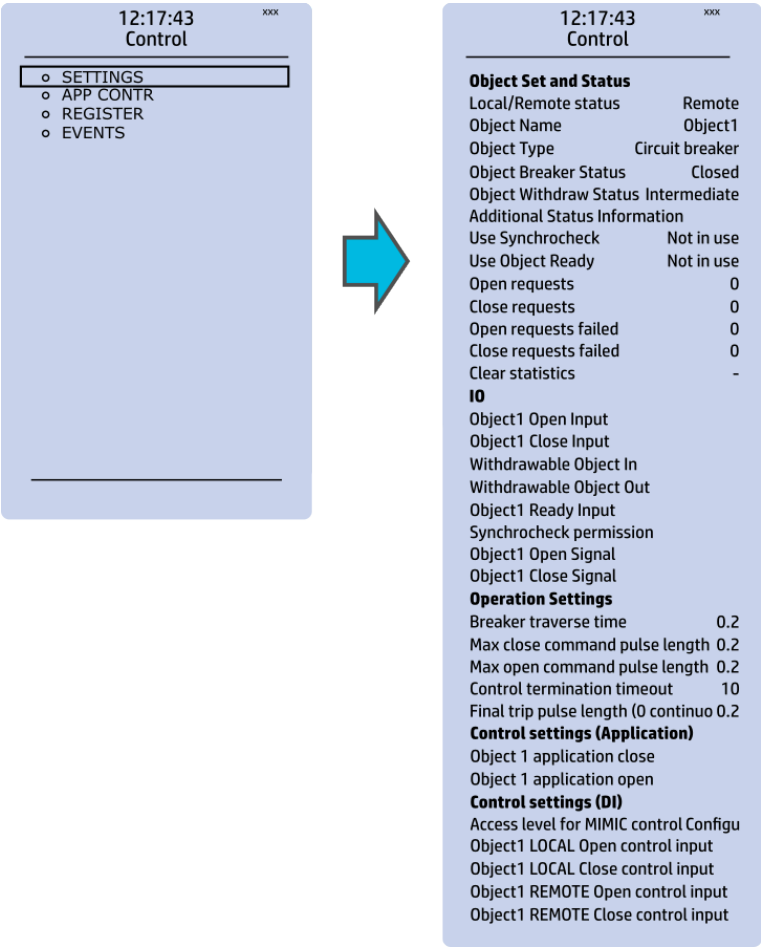 12:17:43
xxx
Control
SETTINGS
APP CONTR
REGISTER
EVENTS
12:17:43
xxx
Control
Object Set and Status
Local/Remote status Remote
Object Name Object1
Object Type Circuit breaker
Object Breaker Status Closed
Object Withdraw Status Intermediate
Additional Status Information
Use Synchrocheck Not in use
Use Object Ready Not in use
Open requests 0
Close requests 0
Open requests failed 0
Close requests failed 0
Clear statistics -
IO
Object1 Open Input
Object1 Close Input
Withdrawable Object In
Withdrawable Object Out
Object1 Ready Input
Synchrocheck permission
Object1 Open Signal
Object1 Close Signal
Operation Settings
Breaker traverse time 0.2
Max close command pulse length 0.2
Max open command pulse length 0.2
Control termination timeout 10
Final trip pulse length (0 continuo 0.2
Control settings (Application)
Object 1 application close
Object 1 application open
Control settings (DI)
Access level for MIMIC control Configu
Object1 LOCAL Open control input
Object1 LOCAL Close control input
Object1 REMOTE Open control input
Object1 REMOTE Close control input